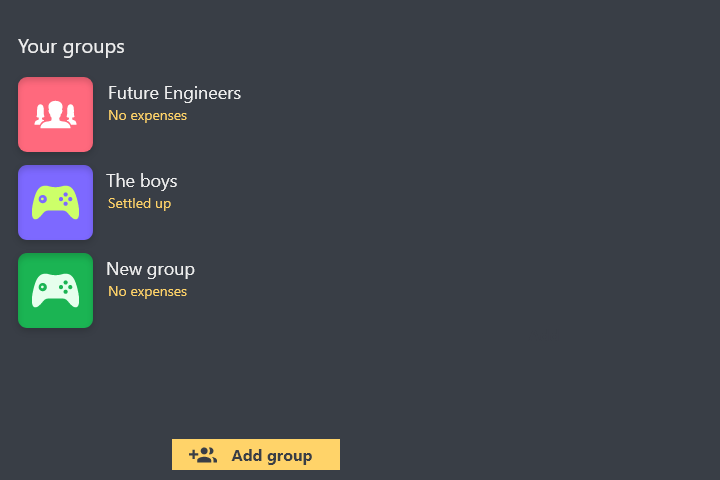 Your groups
Future Engineers
No expenses
The boys
Settled up
New group
No expenses
Add group